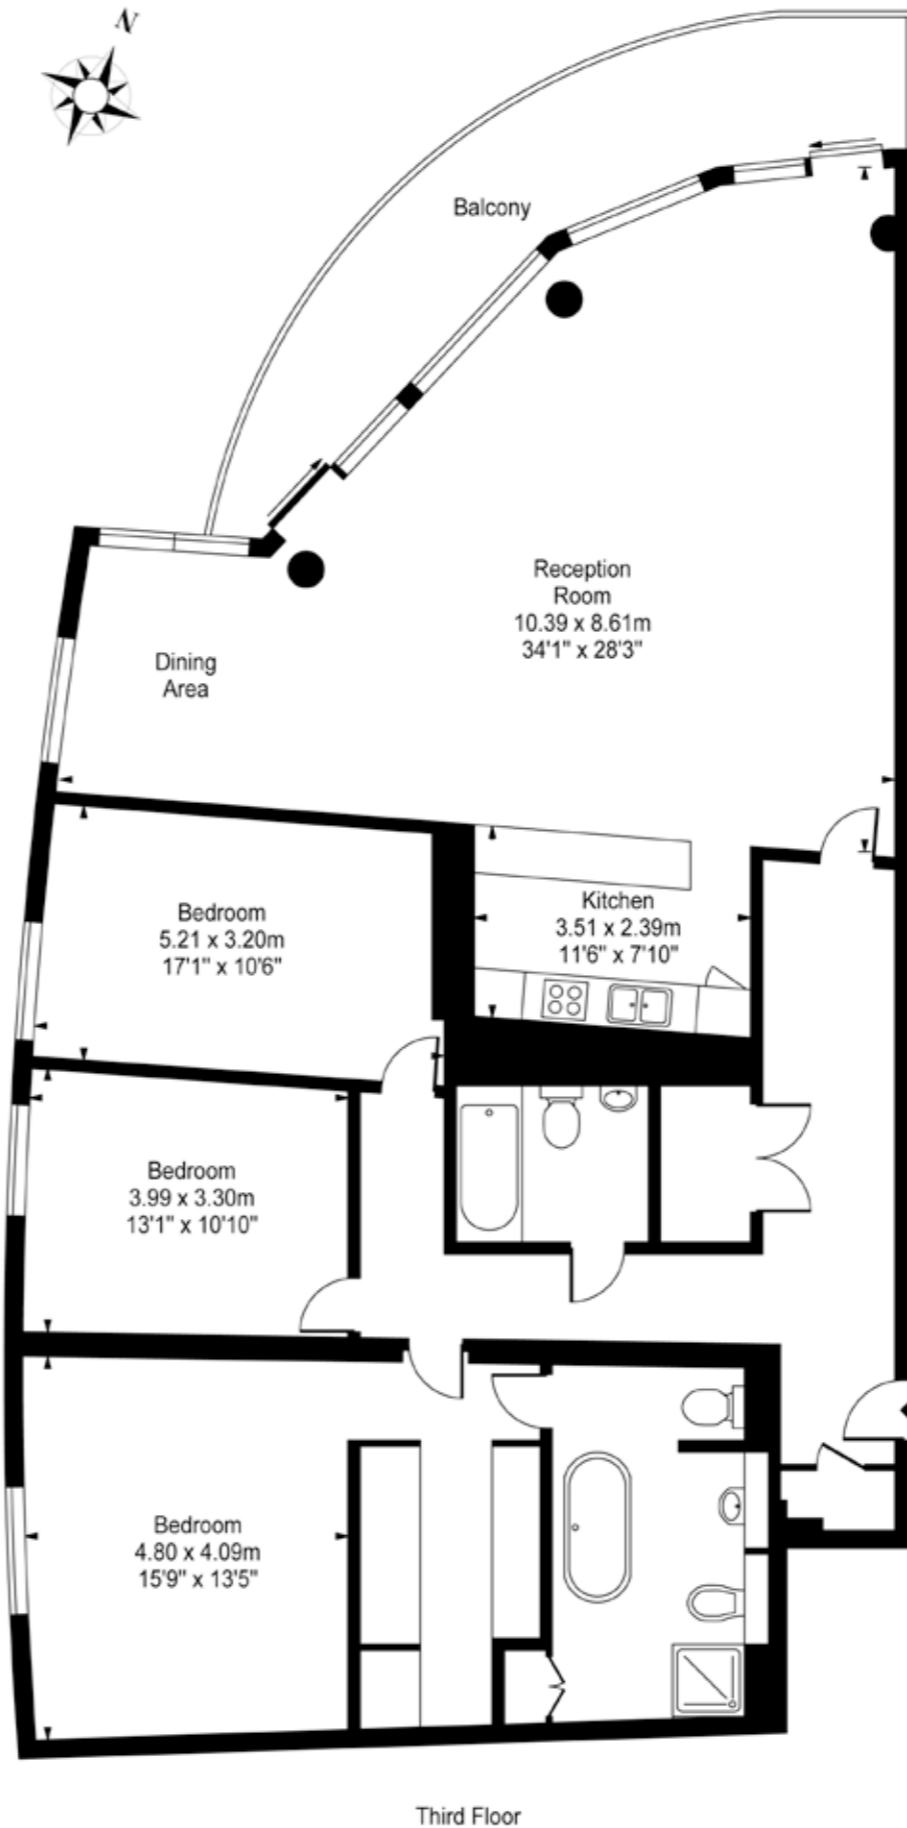 N
Balcony
Reception
Room
10.39 x 8.61m
34'1" x 28'3"
Dining
Area
Bedroom
5.21 x 3.20m
17'1" x 10'6"
Kitchen
3.51 x 2.39m
11'6" x 7'10"
Bedroom
3.99 x 3.30m
13'1" x 10'10"
Bedroom
4.80 x 4.09m
15'9" x 13'5"
Third Floor